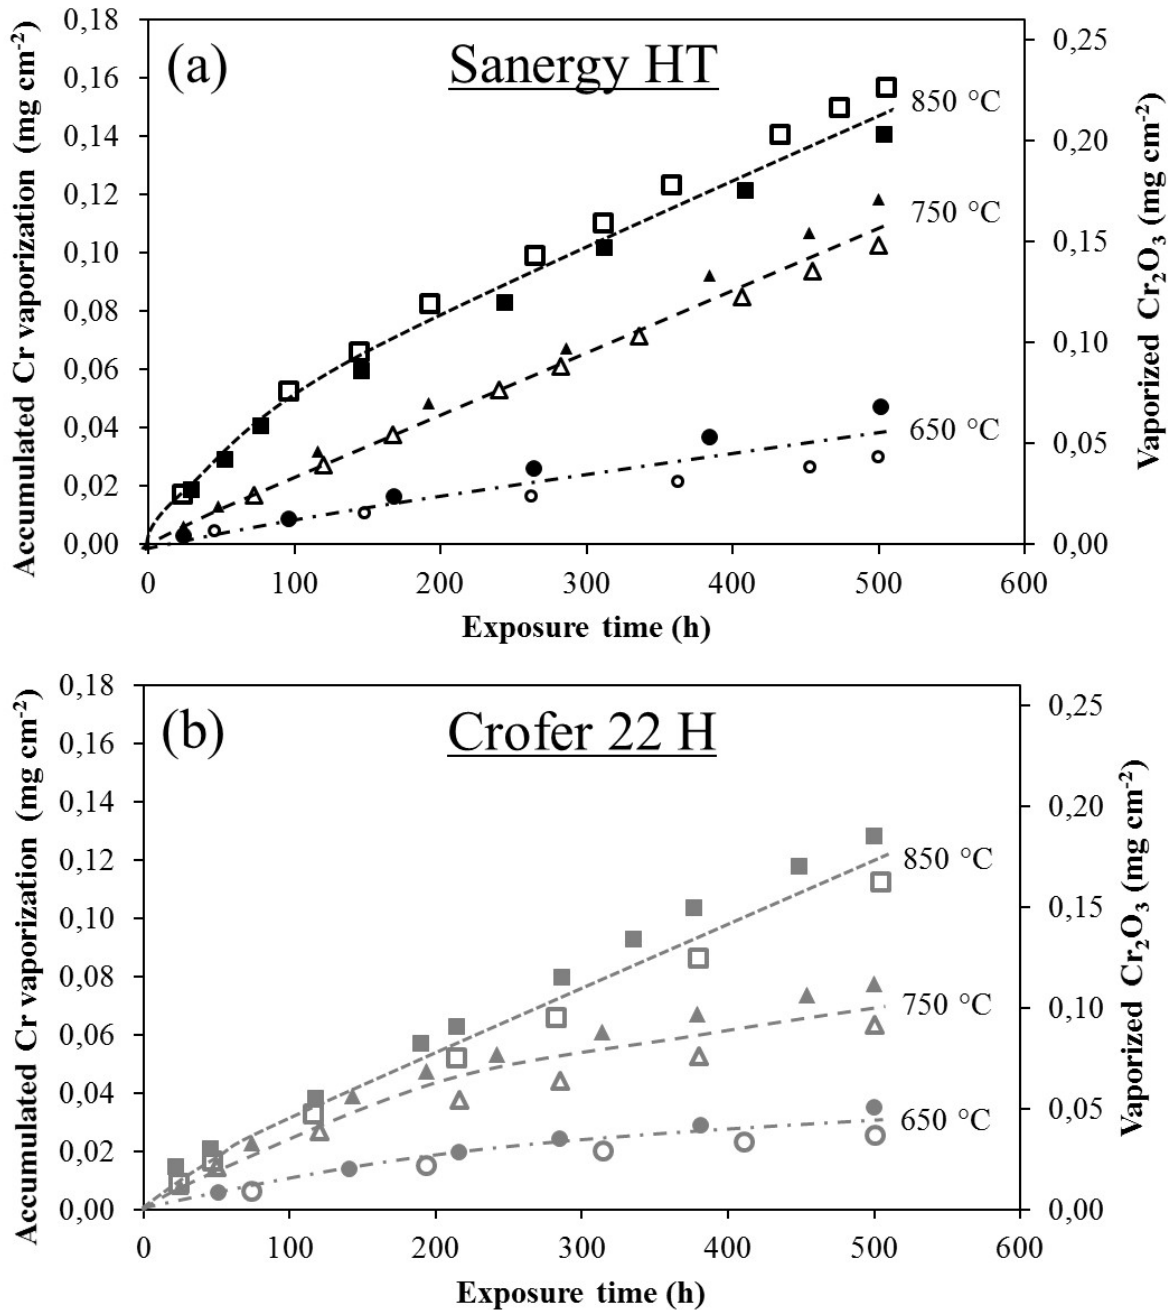 (a)
Sanergy HT
Accumulated Cr vaporization (mg cm⁻²)
0,18
0,16
0,14
0,12
0,10
0,08
0,06
0,04
0,02
0,00
850 °C
750 °C
650 °C
0,25
0,20
0,15
0,10
0,05
0,00
Vaporized Cr₂O₃ (mg cm⁻²)
0 100 200 300 400 500 600
Exposure time (h)
(b)
Crofer 22 H
Accumulated Cr vaporization (mg cm⁻²)
0,18
0,16
0,14
0,12
0,10
0,08
0,06
0,04
0,02
0,00
850 °C
750 °C
650 °C
0,25
0,20
0,15
0,10
0,05
0,00
Vaporized Cr₂O₃ (mg cm⁻²)
0 100 200 300 400 500 600
Exposure time (h)